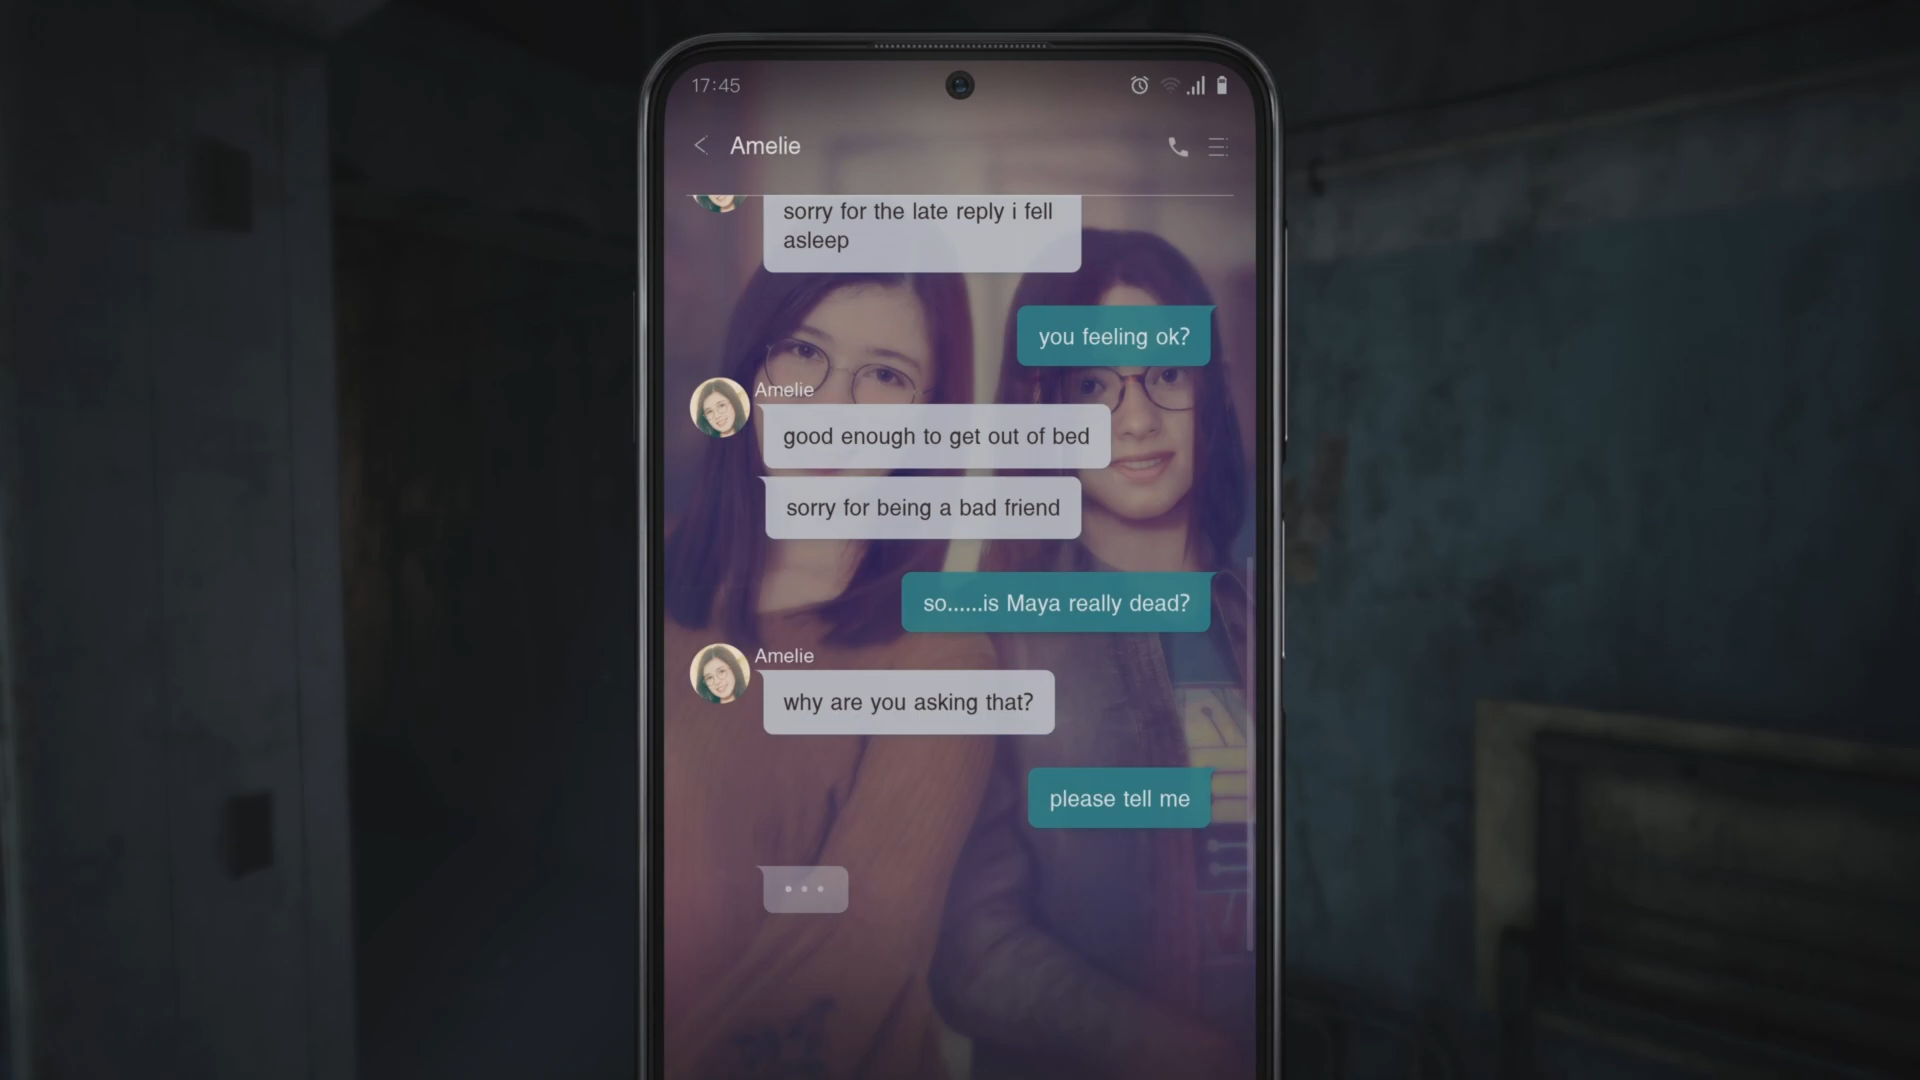 17:45
Amelie
sorry for the late reply i fell
asleep
you feeling ok?
Amelie
good enough to get out of bed
sorry for being a bad friend
so......is Maya really dead?
Amelie
why are you asking that?
please tell me